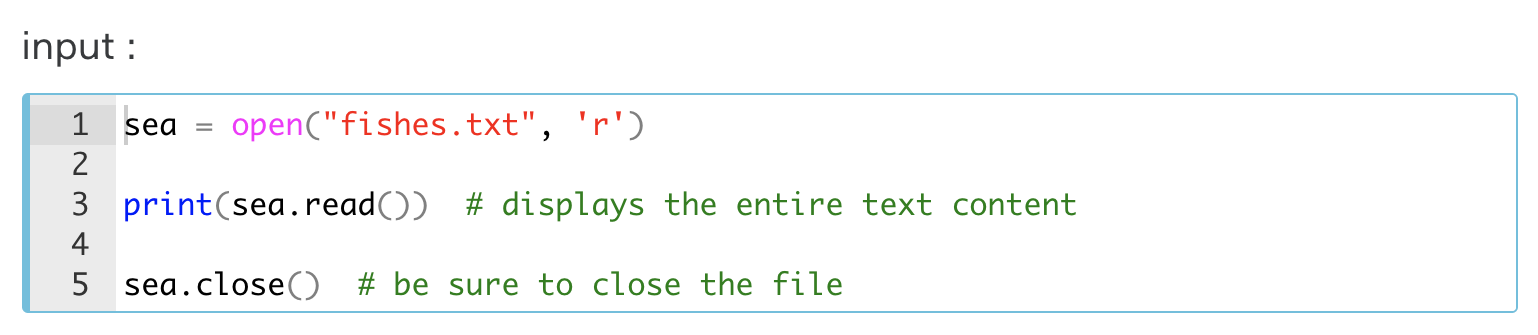 input :
1 sea = open("fishes.txt", 'r')
2
3 print(sea.read())  # displays the entire text content
4
5 sea.close()  # be sure to close the file